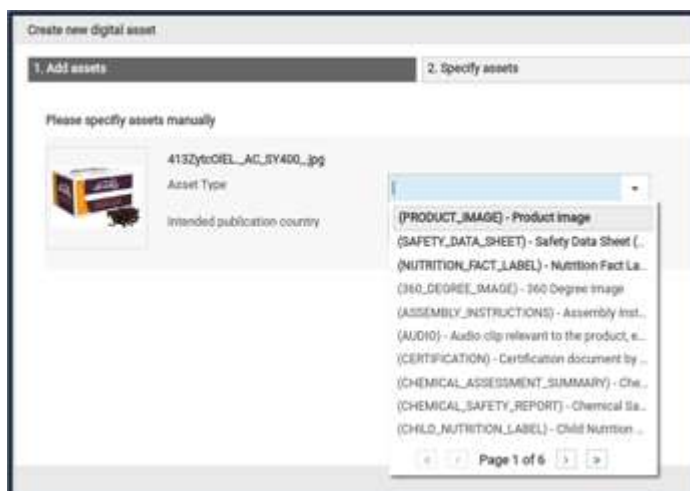 Create new digital asset
1. Add assets
2. Specify assets
Please specifiy assets manually
413ZytcOIEL._AC_SY400_.jpg
Asset Type
Intended publication country
(PRODUCT_IMAGE) - Product Image
(SAFETY_DATA_SHEET) - Safety Data Sheet (...
(NUTRITION_FACT_LABEL) - Nutrition Fact La...
(360_DEGREE_IMAGE) - 360 Degree Image
(ASSEMBLY_INSTRUCTIONS) - Assembly Inst...
(AUDIO) - Audio clip relevant to the product, e...
(CERTIFICATION) - Certification document by ...
(CHEMICAL_ASSESSMENT_SUMMARY) - Che...
(CHEMICAL_SAFETY_REPORT) - Chemical Sa...
(CHILD_NUTRITION_LABEL) - Child Nutrition ...
Page 1 of 6